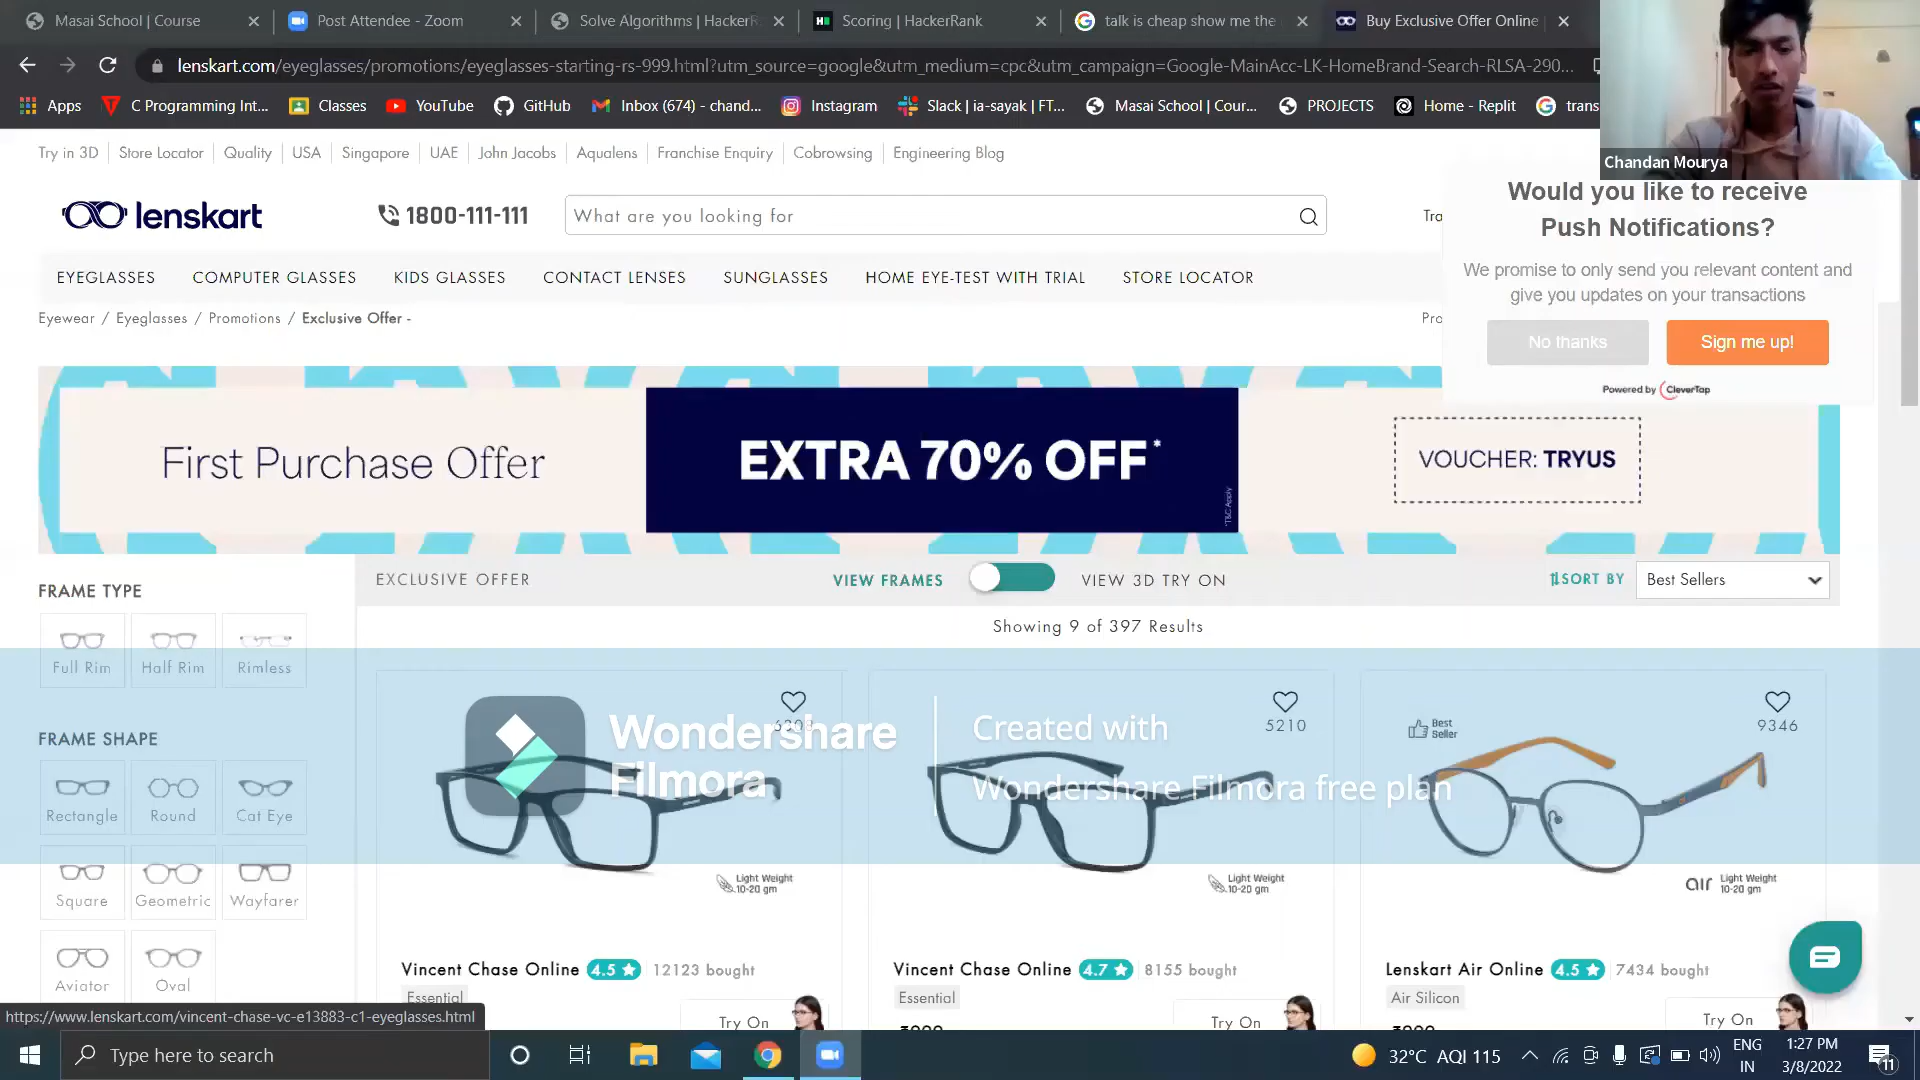 Masai School | Course
Post Attendee - Zoom
Solve Algorithms | HackerR
Scoring | HackerRank
talk is cheap show me the
Buy Exclusive Offer Online
lenskart.com/eyeglasses/promotions/eyeglasses-starting-rs-999.html?utm_source=google&utm_medium=cpc&utm_campaign=Google-MainAcc-LK-HomeBrand-Search-RLSA-290...
Apps
C Programming Int...
Classes
YouTube
GitHub
Inbox (674) - chand...
Instagram
Slack | ia-sayak | FT...
Masai School | Cour...
PROJECTS
Home - Replit
trans
Chandan Mourya
Try in 3D
Store Locator
Quality
USA
Singapore
UAE
John Jacobs
Aqualens
Franchise Enquiry
Cobrowsing
Engineering Blog
lenskart
1800-111-111
What are you looking for
Tra
Would you like to receive
Push Notifications?
We promise to only send you relevant content and
give you updates on your transactions
No thanks
Sign me up!
Powered by CleverTap
EYEGLASSES
COMPUTER GLASSES
KIDS GLASSES
CONTACT LENSES
SUNGLASSES
HOME EYE-TEST WITH TRIAL
STORE LOCATOR
Eyewear / Eyeglasses / Promotions / Exclusive Offer -
Pro
First Purchase Offer
EXTRA 70% OFF*
*T&C Apply
VOUCHER: TRYUS
FRAME TYPE
Full Rim
Half Rim
Rimless
FRAME SHAPE
Rectangle
Round
Cat Eye
Square
Geometric
Wayfarer
Aviator
Oval
EXCLUSIVE OFFER
VIEW FRAMES
VIEW 3D TRY ON
SORT BY
Best Sellers
Showing 9 of 397 Results
5210
Best
Seller
9346
Wondershare
Filmora
Created with
Wondershare Filmora free plan
Light Weight
10-20 gm
Light Weight
10-20 gm
air
Light Weight
10-20 gm
Vincent Chase Online 4.5 ★ 12123 bought
Essential
Try On
Vincent Chase Online 4.7 ★ 8155 bought
Essential
Try On
Lenskart Air Online 4.5 ★ 7434 bought
Air Silicon
Try On
https://www.lenskart.com/vincent-chase-vc-e13883-c1-eyeglasses.html
Type here to search
32°C AQI 115
ENG
IN
1:27 PM
3/8/2022
11